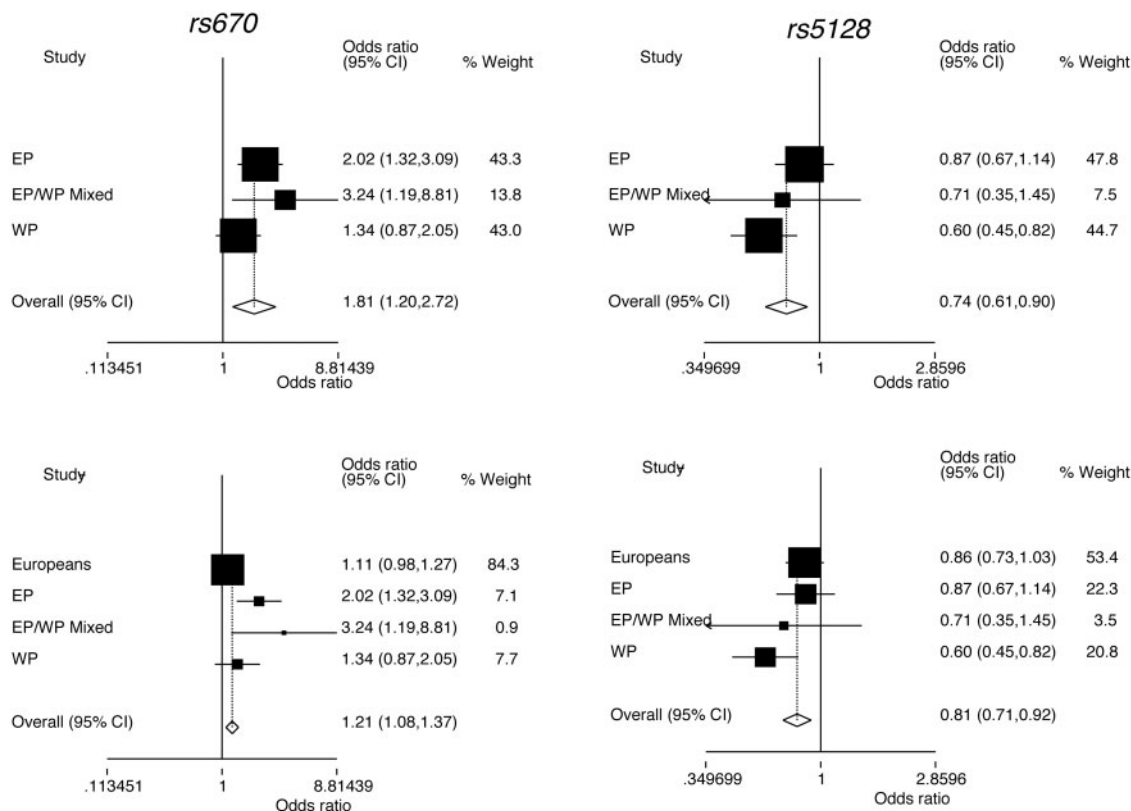 rs670
Study
Odds ratio
(95% CI)
% Weight
EP 2.02 (1.32,3.09) 43.3
EP/WP Mixed 3.24 (1.19,8.81) 13.8
WP 1.34 (0.87,2.05) 43.0
Overall (95% CI) 1.81 (1.20,2.72)
.113451 1 8.81439
Odds ratio
rs5128
Study
Odds ratio
(95% CI)
% Weight
EP 0.87 (0.67,1.14) 47.8
EP/WP Mixed 0.71 (0.35,1.45) 7.5
WP 0.60 (0.45,0.82) 44.7
Overall (95% CI) 0.74 (0.61,0.90)
.349699 1 2.8596
Odds ratio
Study
Odds ratio
(95% CI)
% Weight
Europeans 1.11 (0.98,1.27) 84.3
EP 2.02 (1.32,3.09) 7.1
EP/WP Mixed 3.24 (1.19,8.81) 0.9
WP 1.34 (0.87,2.05) 7.7
Overall (95% CI) 1.21 (1.08,1.37)
.113451 1 8.81439
Odds ratio
Study
Odds ratio
(95% CI)
% Weight
Europeans 0.86 (0.73,1.03) 53.4
EP 0.87 (0.67,1.14) 22.3
EP/WP Mixed 0.71 (0.35,1.45) 3.5
WP 0.60 (0.45,0.82) 20.8
Overall (95% CI) 0.81 (0.71,0.92)
.349699 1 2.8596
Odds ratio